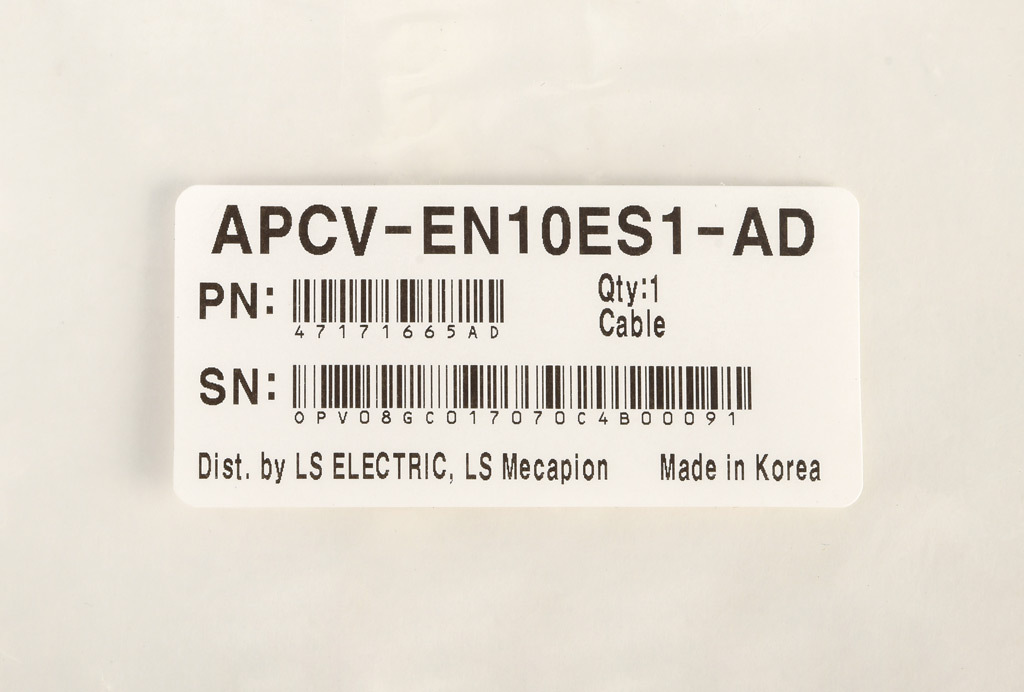 APCV-EN10ES1-AD
PN:
47171665AD
Qty:1
Cable
SN:
0PV08GC017070C4B00091
Dist. by LS ELECTRIC, LS Mecapion
Made in Korea